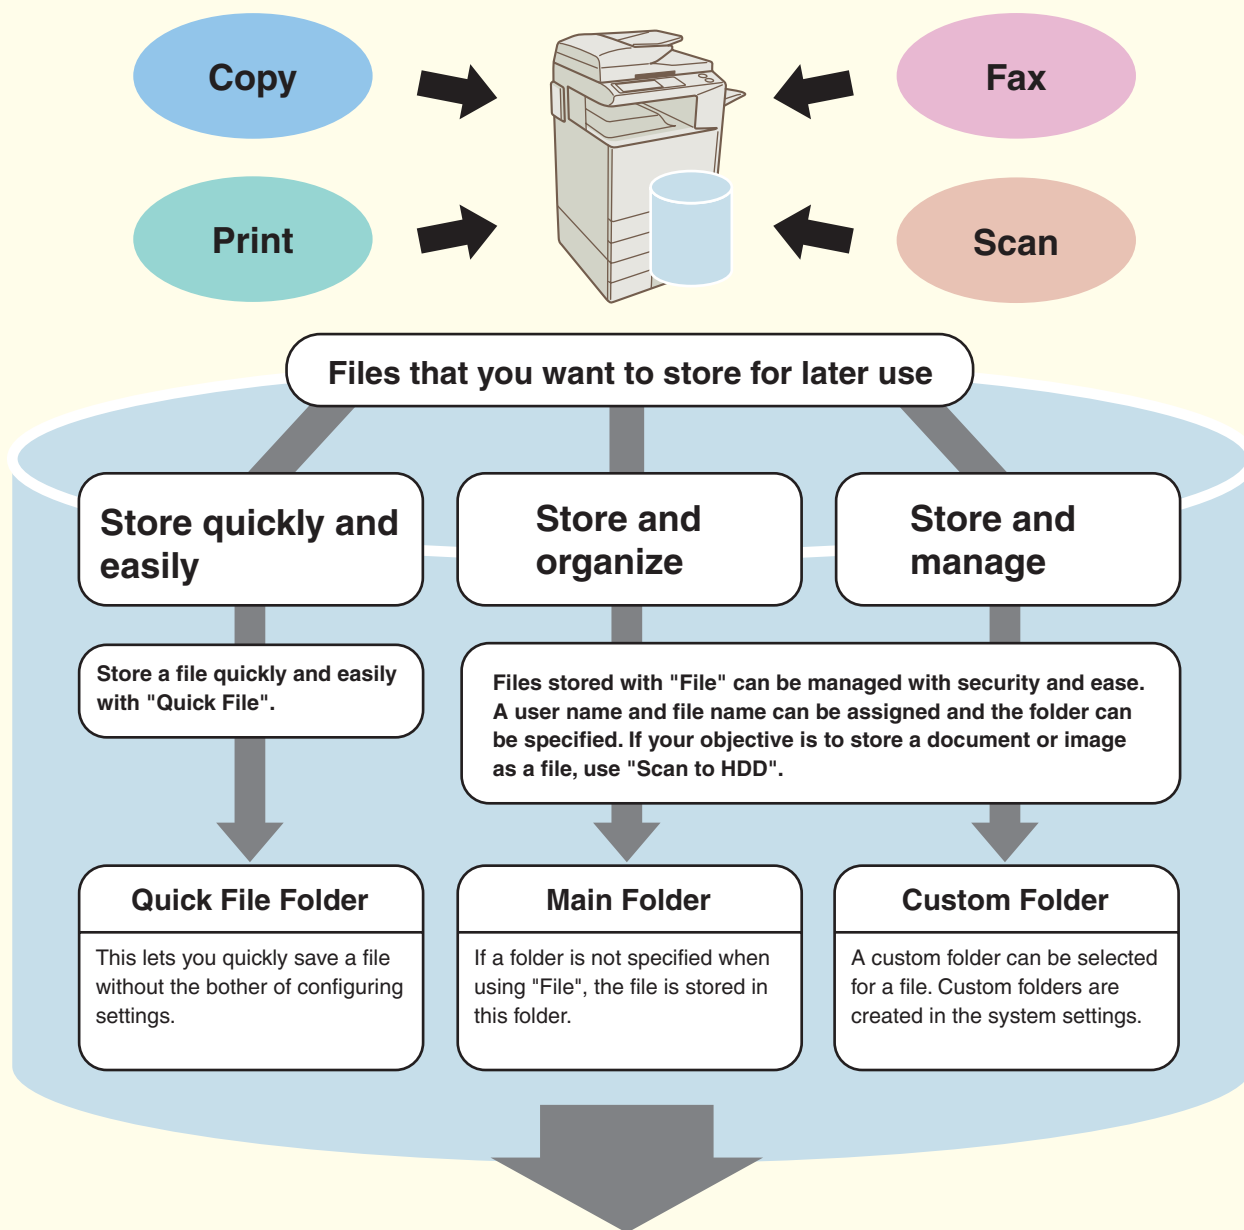 Copy
Fax
Print
Scan
Files that you want to store for later use
Store quickly and
easily
Store and
organize
Store and
manage
Store a file quickly and easily
with "Quick File".
Files stored with "File" can be managed with security and ease.
A user name and file name can be assigned and the folder can
be specified. If your objective is to store a document or image
as a file, use "Scan to HDD".
Quick File Folder
This lets you quickly save a file
without the bother of configuring
settings.
Main Folder
If a folder is not specified when
using "File", the file is stored in
this folder.
Custom Folder
A custom folder can be selected
for a file. Custom folders are
created in the system settings.